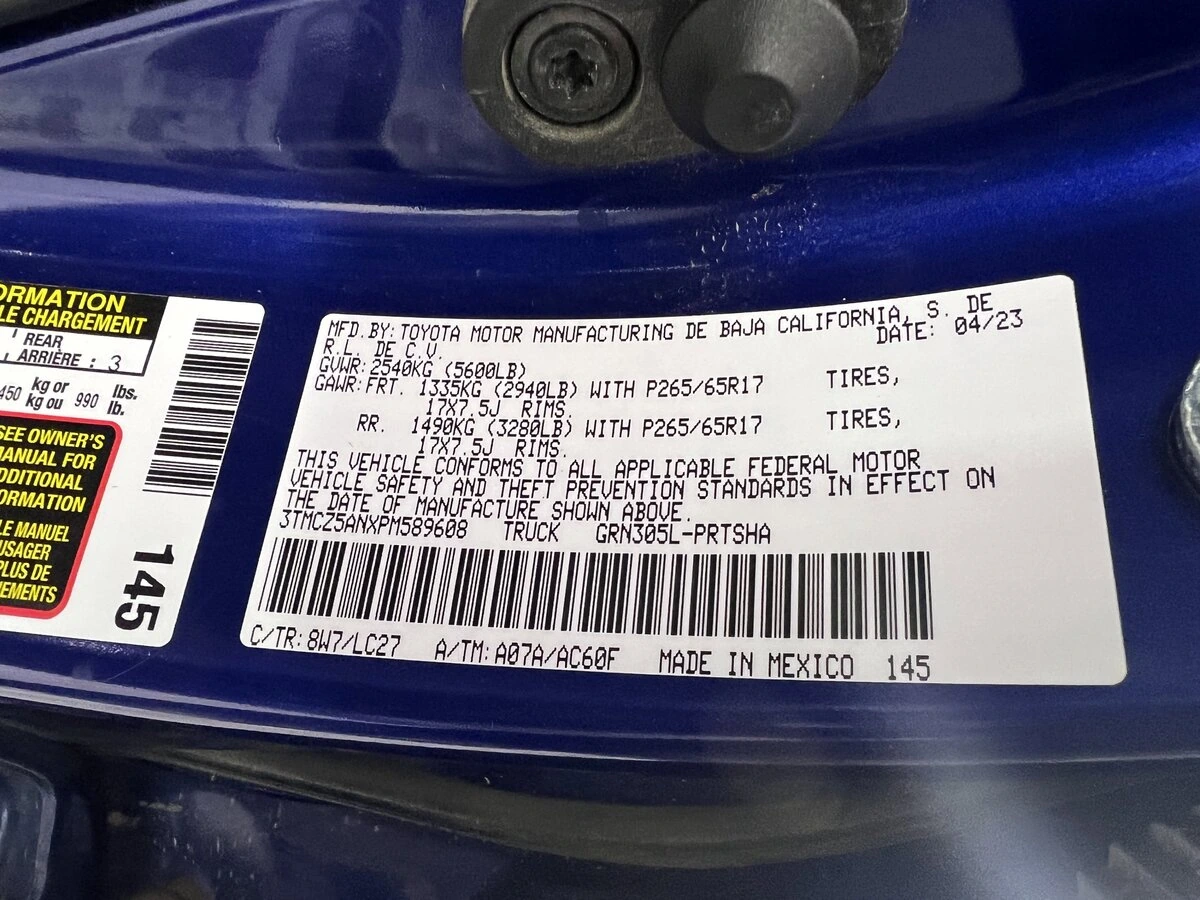 ORMATION
LE CHARGEMENT
REAR
ARRIÈRE : 3
450 kg or kg ou 990 lbs. lb.
SEE OWNER'S
MANUAL FOR
DDITIONAL
ORMATION
LE MANUEL
USAGER
PLUS DE
EMENTS
145
MFD.BY:TOYOTA MOTOR MANUFACTURING DE BAJA CALIFORNIA, S. DE
R.L. DE C.V. DATE: 04/23
GVWR:2540KG (5600LB)
GAWR:FRT. 1335KG (2940LB) WITH P265/65R17 TIRES,
17X7.5J RIMS.
RR. 1490KG (3280LB) WITH P265/65R17 TIRES,
17X7.5J RIMS.
THIS VEHICLE CONFORMS TO ALL APPLICABLE FEDERAL MOTOR
VEHICLE SAFETY AND THEFT PREVENTION STANDARDS IN EFFECT ON
THE DATE OF MANUFACTURE SHOWN ABOVE.
3TMCZ5ANXPM589608 TRUCK GRN305L-PRTSHA
C/TR:8W7/LC27 A/TM:A07A/AC60F MADE IN MEXICO 145